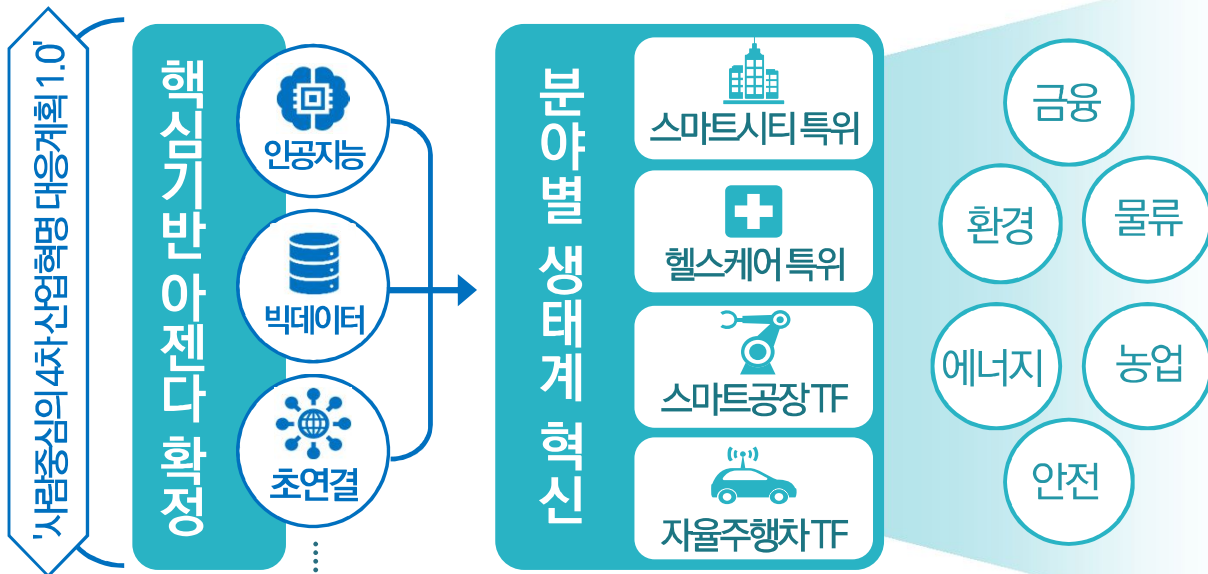 '사람중심의 4차 산업혁명 대응계획 1.0'
핵심기반 아젠다 확정
인공지능
빅데이터
초연결
분야별 생태계 혁신
스마트시티 특위
헬스케어 특위
스마트공장 TF
자율주행차 TF
금융
환경
물류
에너지
농업
안전